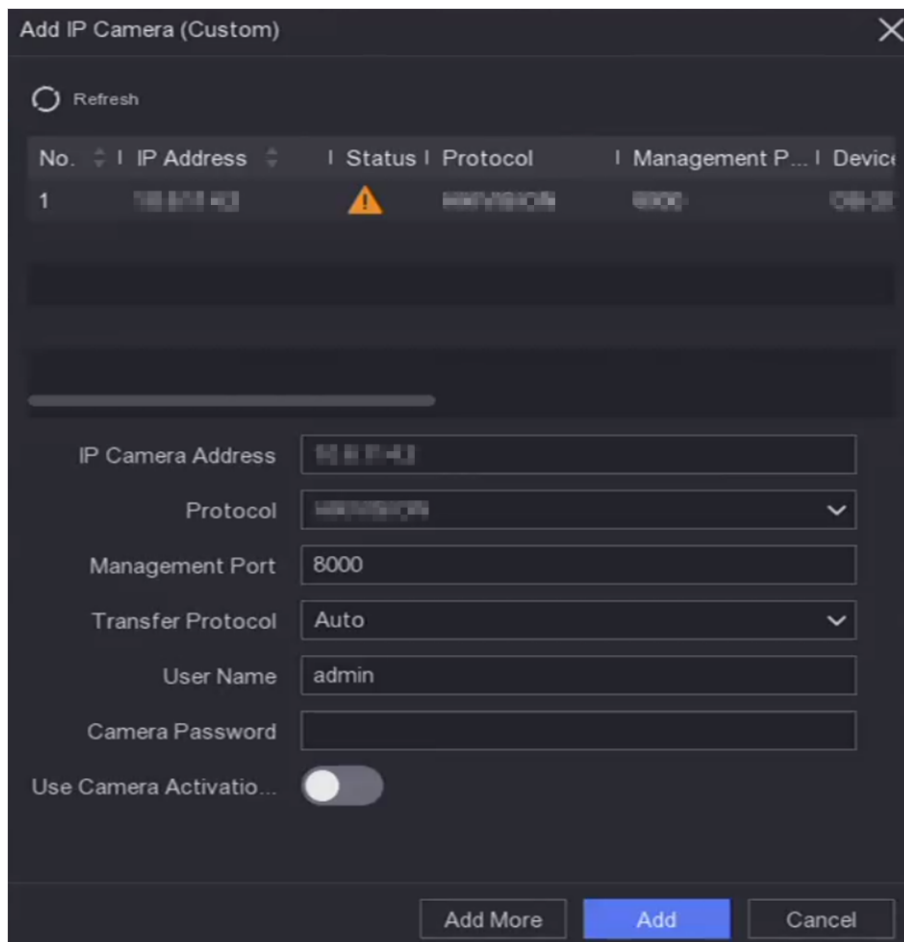 Add IP Camera (Custom)
Refresh
No. IP Address Status Protocol Management P... Device
1
IP Camera Address
Protocol
Management Port 8000
Transfer Protocol Auto
User Name admin
Camera Password
Use Camera Activatio...
Add More Add Cancel